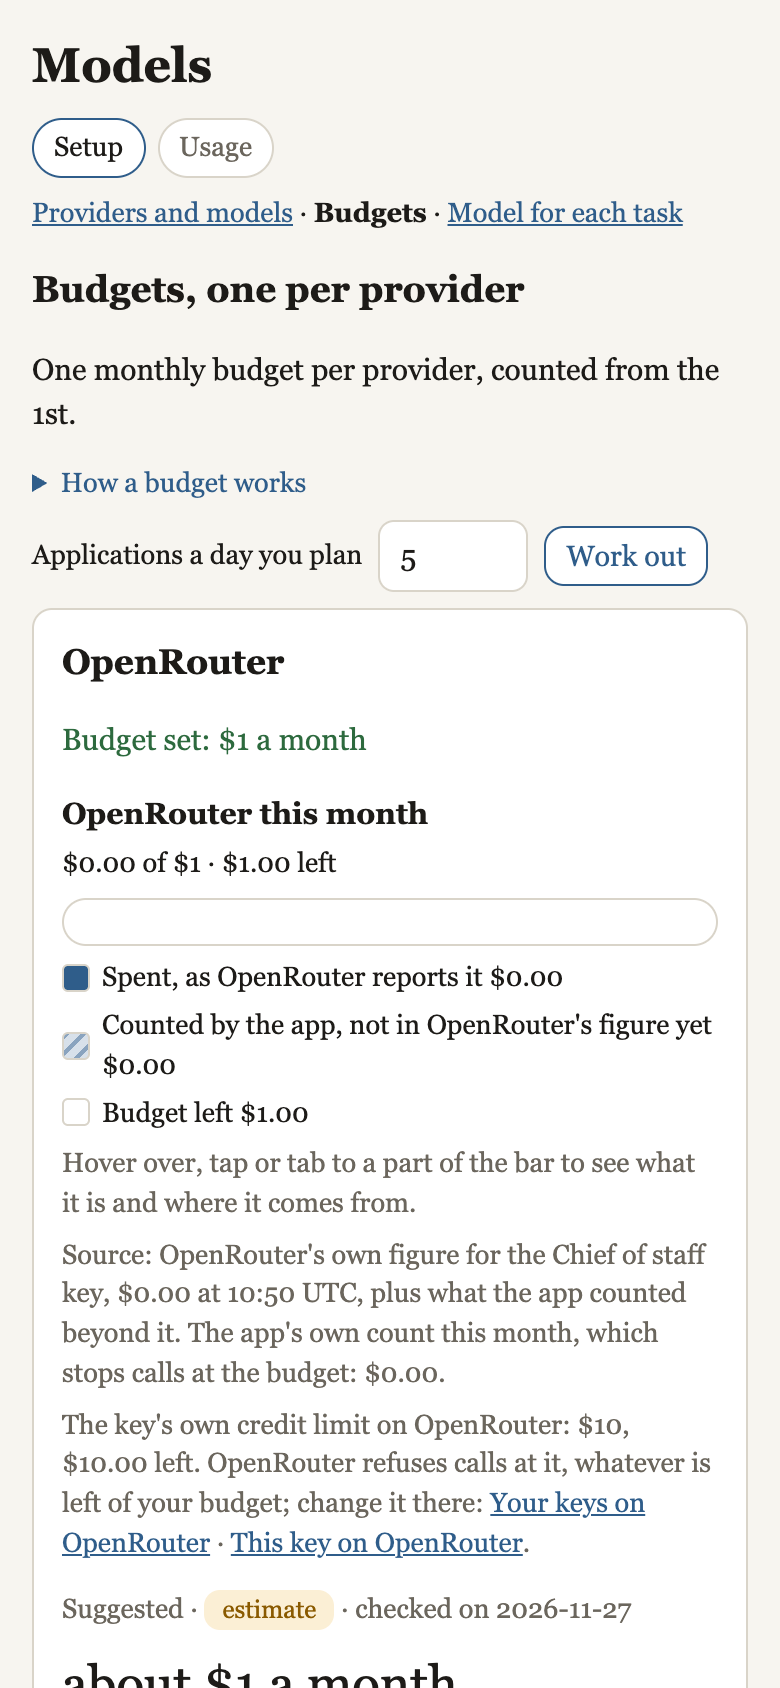 Models
Setup Usage
Providers and models · Budgets · Model for each task
Budgets, one per provider
One monthly budget per provider, counted from the
1st.
▶ How a budget works
Applications a day you plan 5 Work out
OpenRouter
Budget set: $1 a month
OpenRouter this month
$0.00 of $1 · $1.00 left
Spent, as OpenRouter reports it $0.00
Counted by the app, not in OpenRouter's figure yet
$0.00
Budget left $1.00
Hover over, tap or tab to a part of the bar to see what
it is and where it comes from.
Source: OpenRouter's own figure for the Chief of staff
key, $0.00 at 10:50 UTC, plus what the app counted
beyond it. The app's own count this month, which
stops calls at the budget: $0.00.
The key's own credit limit on OpenRouter: $10,
$10.00 left. OpenRouter refuses calls at it, whatever is
left of your budget; change it there: Your keys on
OpenRouter · This key on OpenRouter.
Suggested · estimate · checked on 2026-11-27
about $1 a month